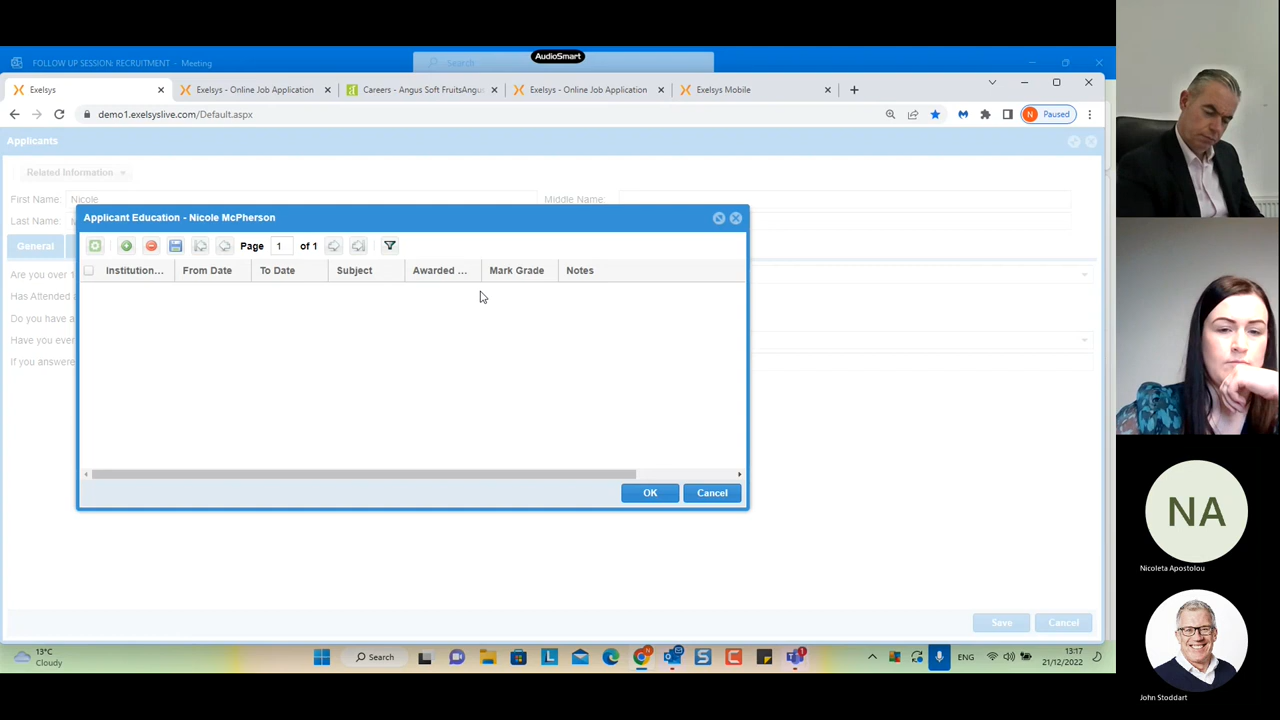 AudioSmart
FOLLOW UP SESSION: RECRUITMENT - Meeting
Search
Exelsys
Exelsys - Online Job Application
Careers - Angus Soft FruitsAngus
Exelsys - Online Job Application
Exelsys Mobile
demo1.exelsyslive.com/Default.aspx
N Paused
Applicants
Related Information
First Name: Nicole
Middle Name:
Last Name:
Applicant Education - Nicole McPherson
General
Page 1 of 1
Institution... From Date To Date Subject Awarded ... Mark Grade Notes
Are you over 1
Has Attended
Do you have a
Have you ever
If you answere
OK Cancel
Save Cancel
NA
Nicoleta Apostolou
John Stoddart
13°C
Cloudy
Search
ENG
13:17
21/12/2022